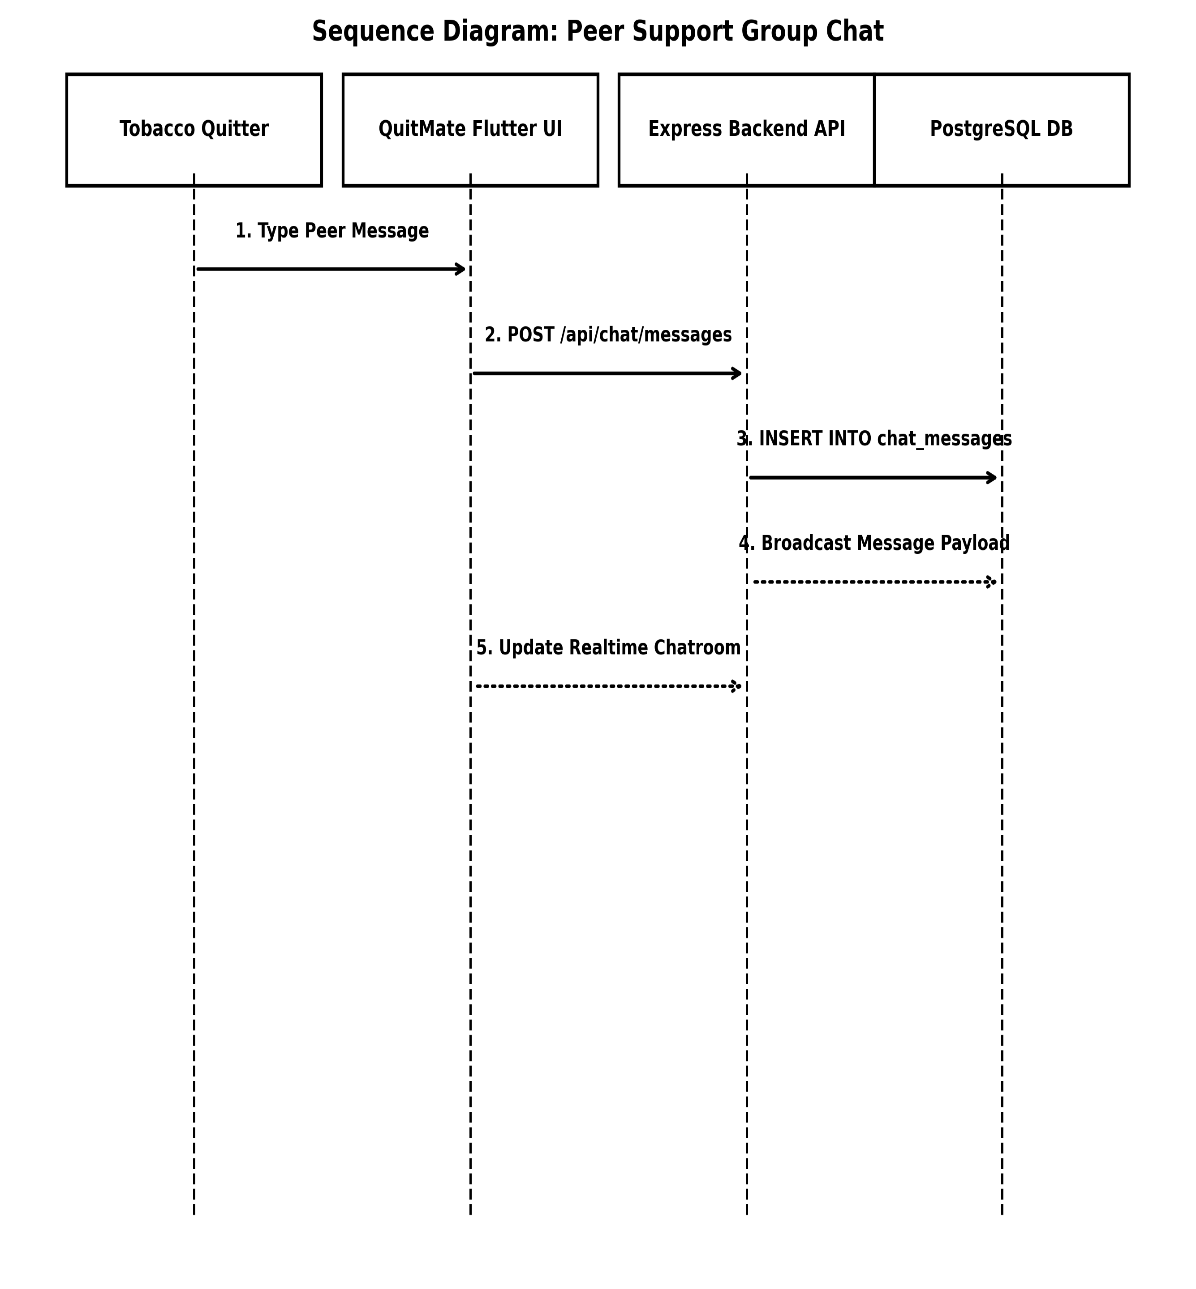 Sequence Diagram: Peer Support Group Chat
Tobacco Quitter
QuitMate Flutter UI
Express Backend API
PostgreSQL DB
1. Type Peer Message
2. POST /api/chat/messages
3. INSERT INTO chat_messages
4. Broadcast Message Payload
5. Update Realtime Chatroom